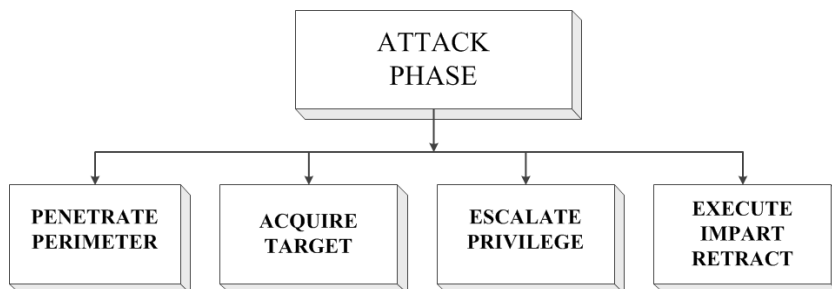 ATTACK
PHASE
PENETRATE
PERIMETER
ACQUIRE
TARGET
ESCALATE
PRIVILEGE
EXECUTE
IMPART
RETRACT